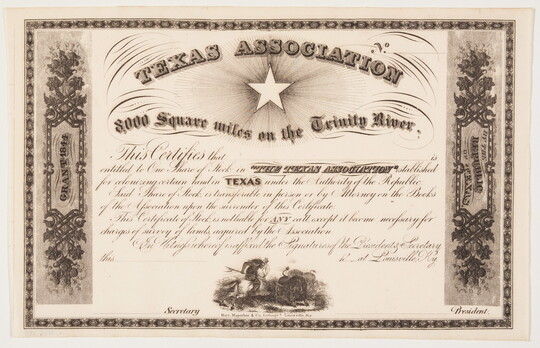 No.
TEXAS ASSOCIATION
8,000 Square miles on the Trinity River.
This Certifies that is
entitled to One Share of Stock in "THE TEXAS ASSOCIATION" established
for colonizing certain land in TEXAS under the Authority of the Republic.
Said Share of Stock is transferable in person or by Attorney on the Books
of the Association upon the surrender of this Certificate.
This Certificate of Stock is not liable for ANY call, except it become necessary for
charges of survey of lands acquired by the Association.
In Witness whereof is affixed the Signatures of the President & Secretary
this 18 at Louisville, Ky.
Secretary President
GRANT 1844